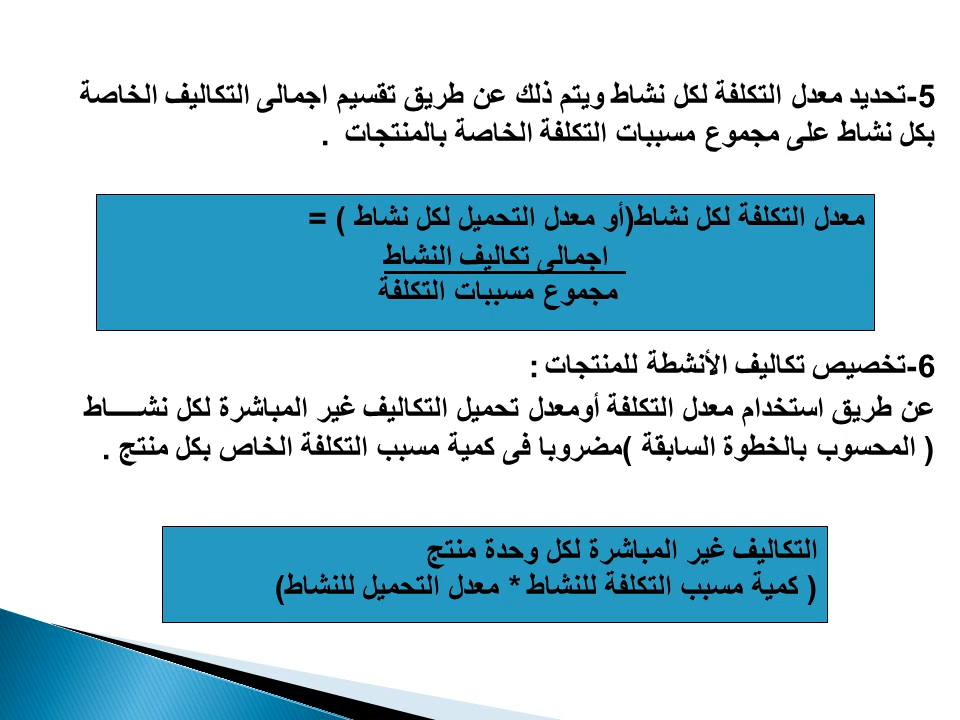 5-تحديد معدل التكلفة لكل نشاط ويتم ذلك عن طريق تقسيم اجمالى التكاليف الخاصة
بكل نشاط على مجموع مسببات التكلفة الخاصة بالمنتجات .
معدل التكلفة لكل نشاط(أو معدل التحميل لكل نشاط ) =
اجمالى تكاليف النشاط
مجموع مسببات التكلفة
6-تخصيص تكاليف الأنشطة للمنتجات :
عن طريق استخدام معدل التكلفة أومعدل تحميل التكاليف غير المباشرة لكل نشـــــاط
( المحسوب بالخطوة السابقة )مضروبا فى كمية مسبب التكلفة الخاص بكل منتج .
التكاليف غير المباشرة لكل وحدة منتج
( كمية مسبب التكلفة للنشاط * معدل التحميل للنشاط)